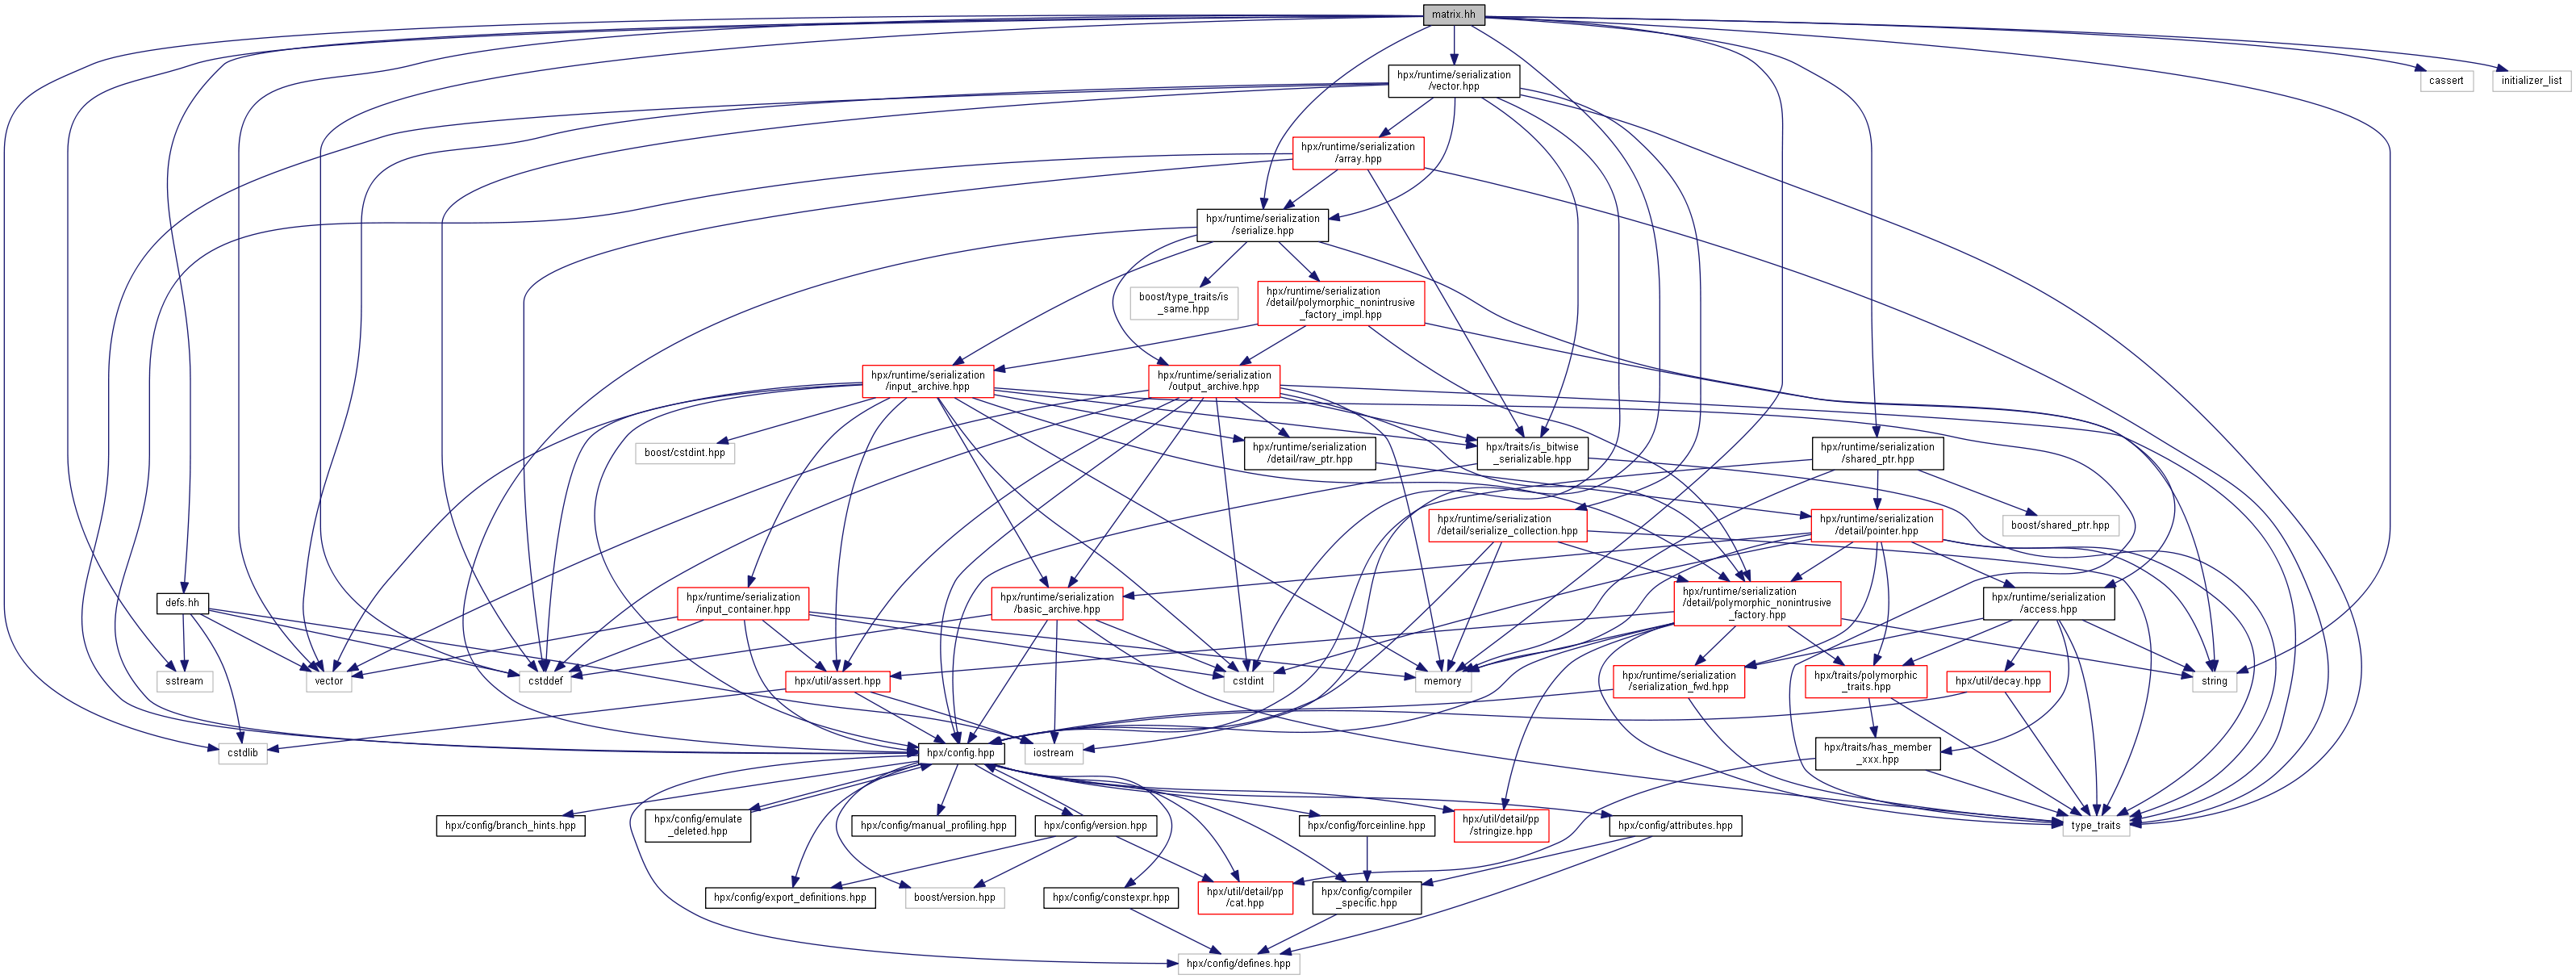 matrix.hh
hpx/runtime/serialization
/vector.hpp
cassert
initializer_list
hpx/runtime/serialization
/array.hpp
hpx/runtime/serialization
/serialize.hpp
boost/type_traits/is
_same.hpp
hpx/runtime/serialization
/detail/polymorphic_nonintrusive
_factory_impl.hpp
hpx/runtime/serialization
/input_archive.hpp
hpx/runtime/serialization
/output_archive.hpp
boost/cstdint.hpp
hpx/runtime/serialization
/detail/raw_ptr.hpp
hpx/traits/is_bitwise
_serializable.hpp
hpx/runtime/serialization
/shared_ptr.hpp
hpx/runtime/serialization
/detail/serialize_collection.hpp
hpx/runtime/serialization
/detail/pointer.hpp
boost/shared_ptr.hpp
defs.hh
hpx/runtime/serialization
/input_container.hpp
hpx/runtime/serialization
/basic_archive.hpp
hpx/runtime/serialization
/detail/polymorphic_nonintrusive
_factory.hpp
hpx/runtime/serialization
/access.hpp
sstream
vector
cstddef
hpx/util/assert.hpp
cstdint
memory
hpx/runtime/serialization
/serialization_fwd.hpp
hpx/traits/polymorphic
_traits.hpp
hpx/util/decay.hpp
string
cstdlib
hpx/config.hpp
iostream
hpx/traits/has_member
_xxx.hpp
hpx/config/branch_hints.hpp
hpx/config/emulate
_deleted.hpp
hpx/config/manual_profiling.hpp
hpx/config/version.hpp
hpx/config/forceinline.hpp
hpx/util/detail/pp
/stringize.hpp
hpx/config/attributes.hpp
type_traits
hpx/config/export_definitions.hpp
boost/version.hpp
hpx/config/constexpr.hpp
hpx/util/detail/pp
/cat.hpp
hpx/config/compiler
_specific.hpp
hpx/config/defines.hpp